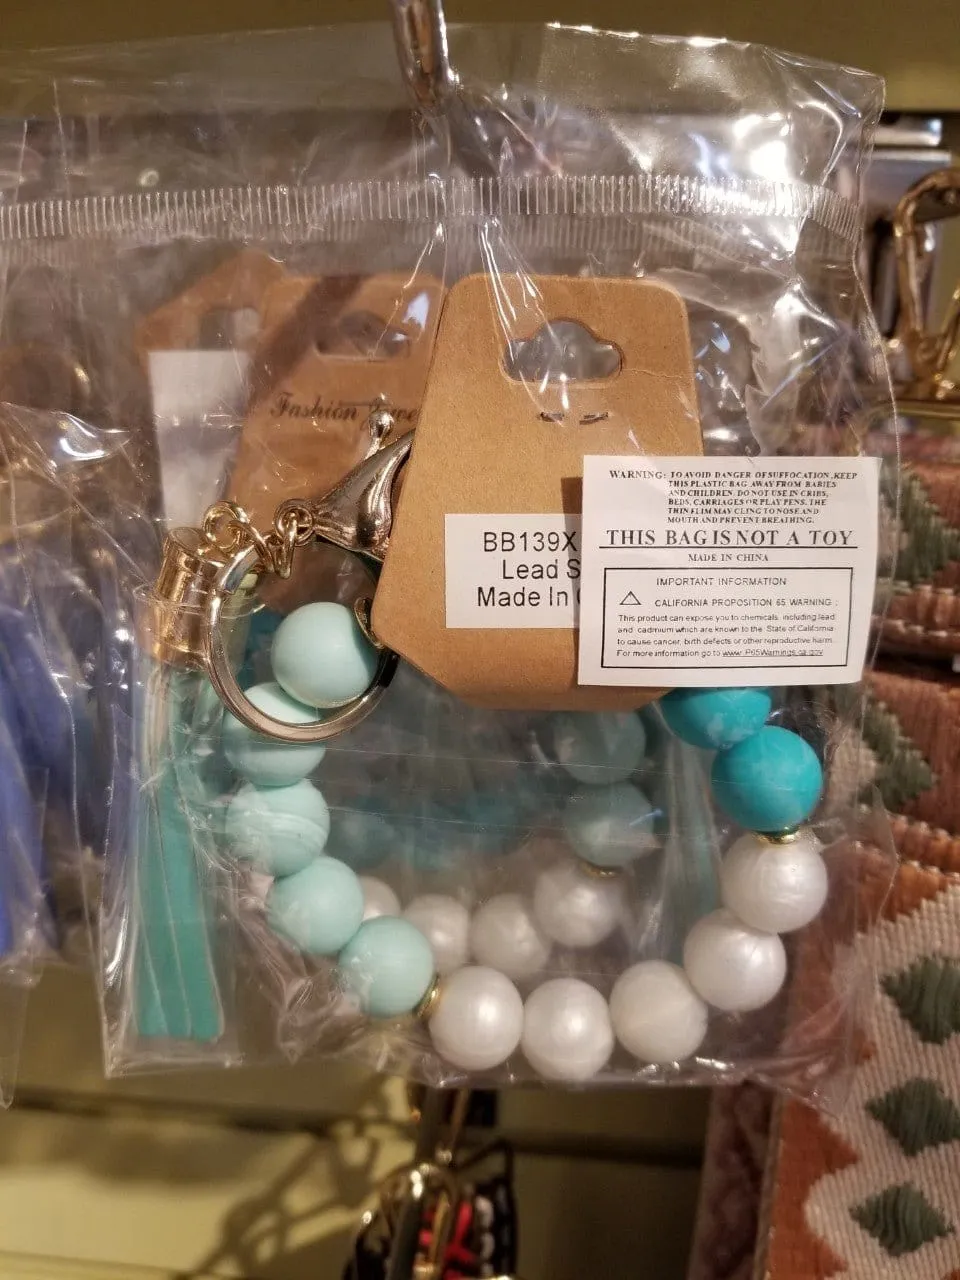 Fashion
BB139X
Lead
Made In
WARNING: TO AVOID DANGER OF SUFFOCATION, KEEP
THIS PLASTIC BAG AWAY FROM BABIES
AND CHILDREN. DO NOT USE IN CRIBS,
BEDS, CARRIAGES OR PLAY PENS. THE
THIN FILM MAY CLING TO NOSE AND
MOUTH AND PREVENT BREATHING.
THIS BAG IS NOT A TOY
MADE IN CHINA
IMPORTANT INFORMATION
CALIFORNIA PROPOSITION 65 WARNING :
This product can expose you to chemicals, including lead
and cadmium which are known to the State of California
to cause cancer, birth defects or other reproductive harm.
For more information go to www.P65Warnings.ca.gov